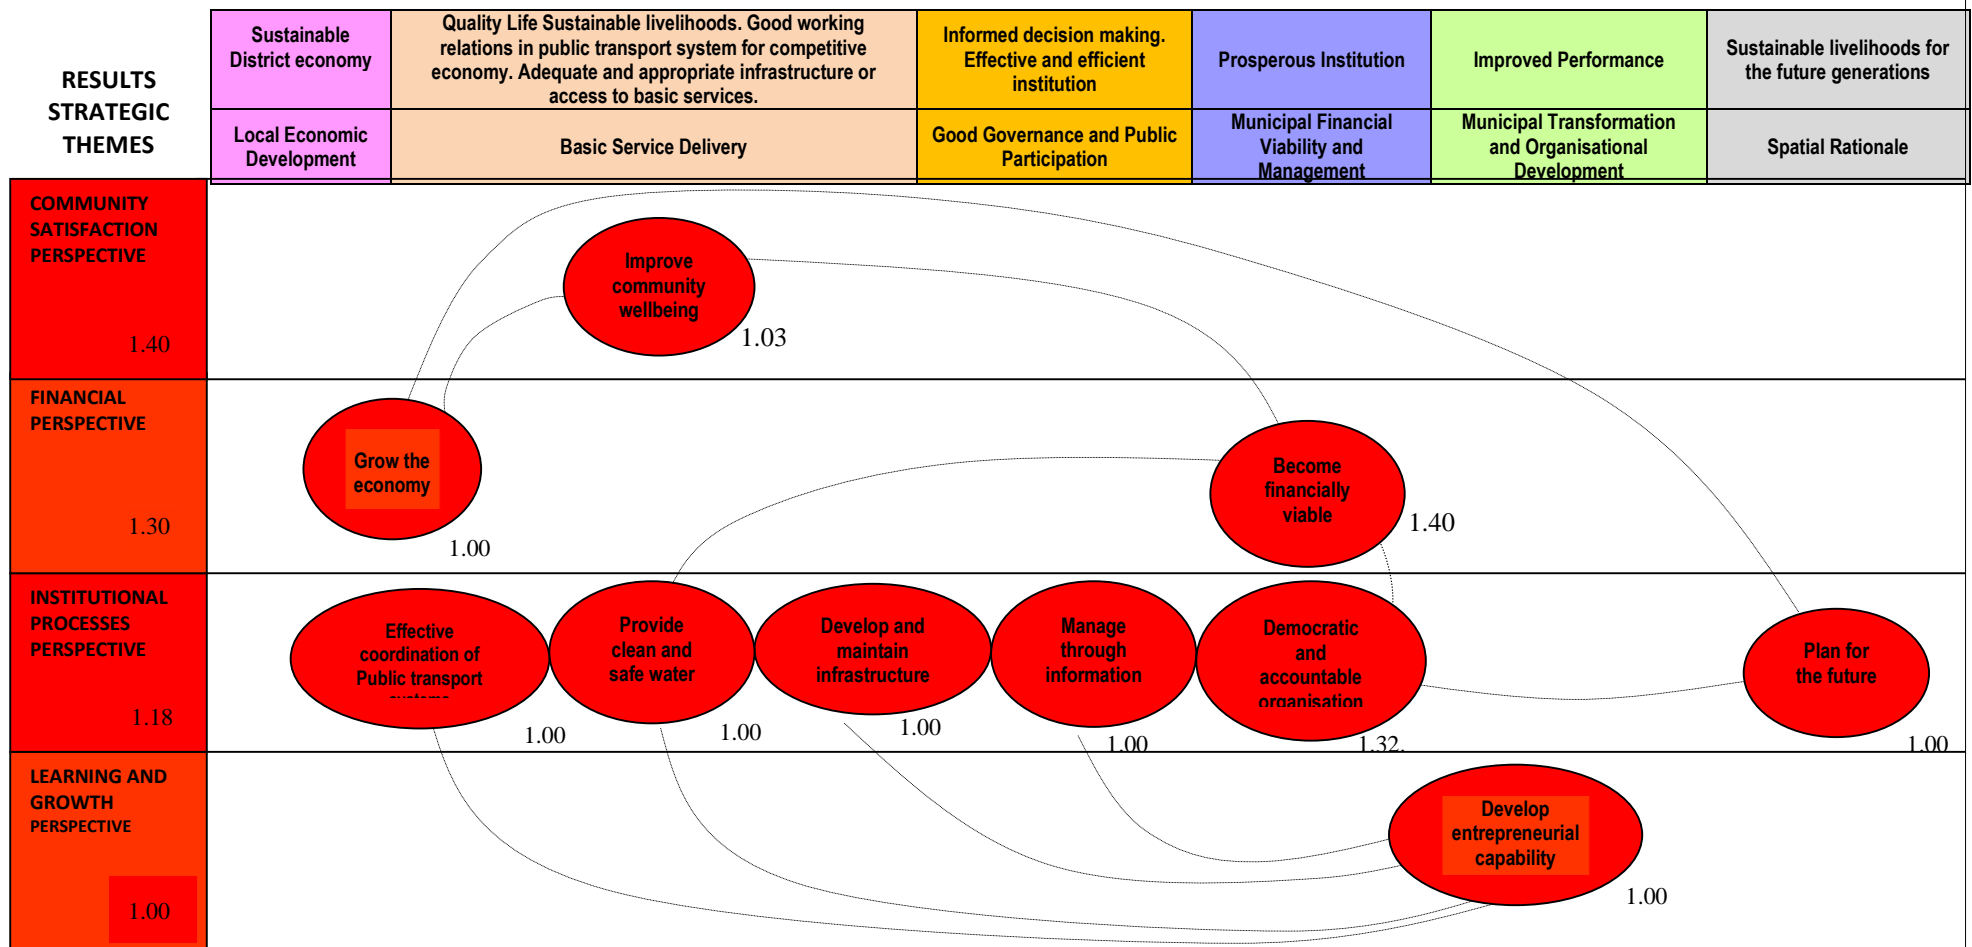 RESULTS
STRATEGIC
THEMES
Sustainable
District economy
Quality Life Sustainable livelihoods. Good working
relations in public transport system for competitive
economy. Adequate and appropriate infrastructure or
access to basic services.
Informed decision making.
Effective and efficient
institution
Prosperous Institution
Improved Performance
Sustainable livelihoods for
the future generations
Local Economic
Development
Basic Service Delivery
Good Governance and Public
Participation
Municipal Financial
Viability and
Management
Municipal Transformation
and Organisational
Development
Spatial Rationale
COMMUNITY
SATISFACTION
PERSPECTIVE
1.40
Improve
community
wellbeing
1.03
FINANCIAL
PERSPECTIVE
1.30
Grow the
economy
1.00
Become
financially
viable
1.40
INSTITUTIONAL
PROCESSES
PERSPECTIVE
1.18
Effective
coordination of
Public transport
systems
1.00
Provide
clean and
safe water
1.00
Develop and
maintain
infrastructure
1.00
Manage
through
information
1.00
Democratic
and
accountable
organisation
1.32.
Plan for
the future
1.00
LEARNING AND
GROWTH
PERSPECTIVE
1.00
Develop
entrepreneurial
capability
1.00